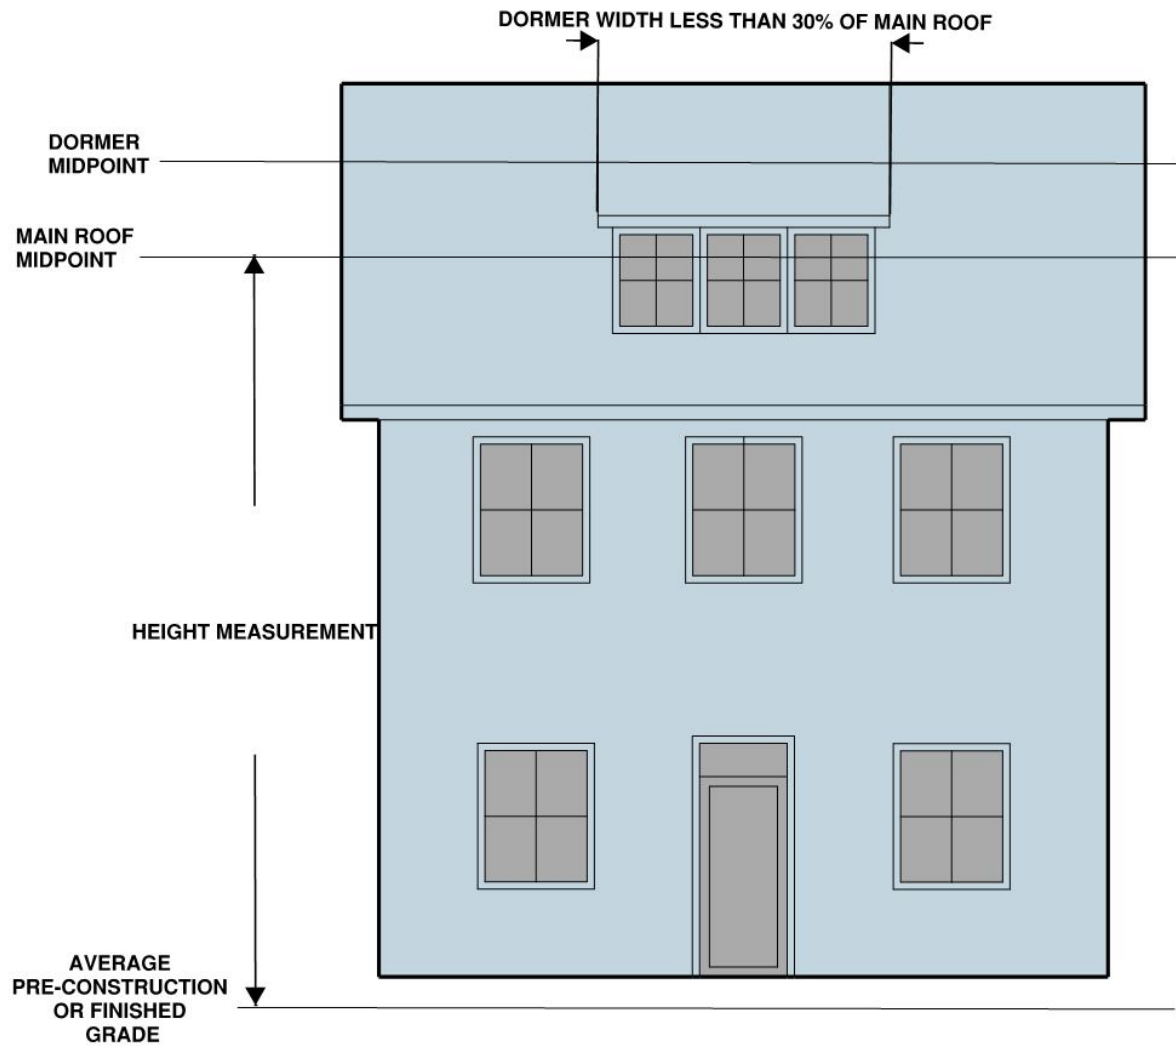 DORMER WIDTH LESS THAN 30% OF MAIN ROOF
DORMER
MIDPOINT
MAIN ROOF
MIDPOINT
HEIGHT MEASUREMENT
AVERAGE
PRE-CONSTRUCTION
OR FINISHED
GRADE